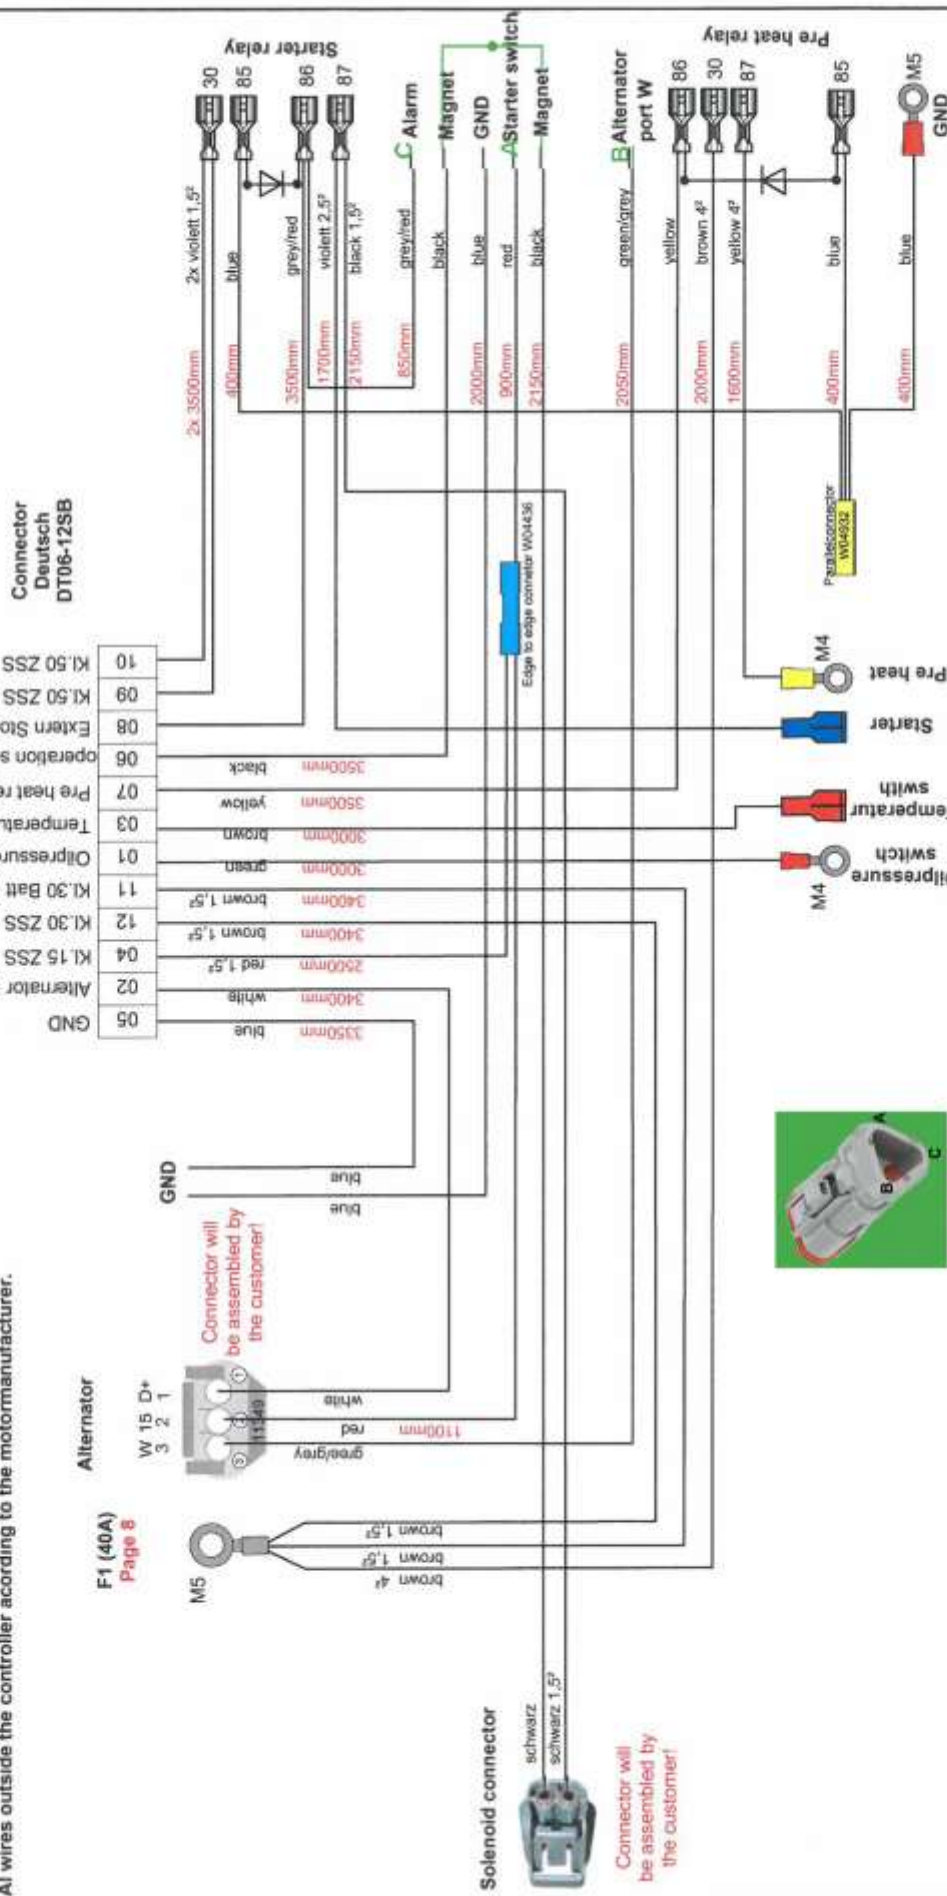 Al wires outside the controller acording to the motormanufacturer.
Connector
Deutsch
DT06-12SB
Starter relay
30
85
86
87
2x violett 1,5²
blue
grey/red
violett 2,5²
black 1,5²
2x 3500mm
400mm
3500mm
1700mm
2150mm
C Alarm
Magnet
GND
A Starter switch
Magnet
grey/red
black
blue
red
black
850mm
2000mm
900mm
2150mm
B Alternator
port W
green/grey
2050mm
Pre heat relay
86
30
87
85
yellow
brown 4²
yellow 4²
blue
2000mm
1600mm
400mm
M5
GND
blue
400mm
Parallelconnector
W04932
Edge to edge connetor W04436
10 Kl.50 ZSS
09 Kl.50 ZSS
08 Extern Sto
06 operation s
07 Pre heat re
03 Temperatu
01 Oilpressure
11 Kl.30 Batt
12 Kl.30 ZSS
04 Kl.15 ZSS
02 Alternator
05 GND
black 3500mm
yellow 3500mm
brown 3000mm
green 3000mm
brown 1,5² 3400mm
brown 1,5² 3400mm
red 1,5² 2500mm
white 3400mm
blue 3350mm
M4
Pre heat
Starter
emperatur
swith
ilpressure
switch
M4
GND
blue
blue
Connector will
be assembled by
the customer!
Alternator
W 15 D+
3 2 1
3 2 1
11349
white
red 1100mm
gree/grey
F1 (40A)
Page 8
M5
brown 1,5²
brown 1,5²
brown 4²
A
B
C
Solenoid connector
schwarz
schwarz 1,5²
Connector will
be assembled by
the customer!